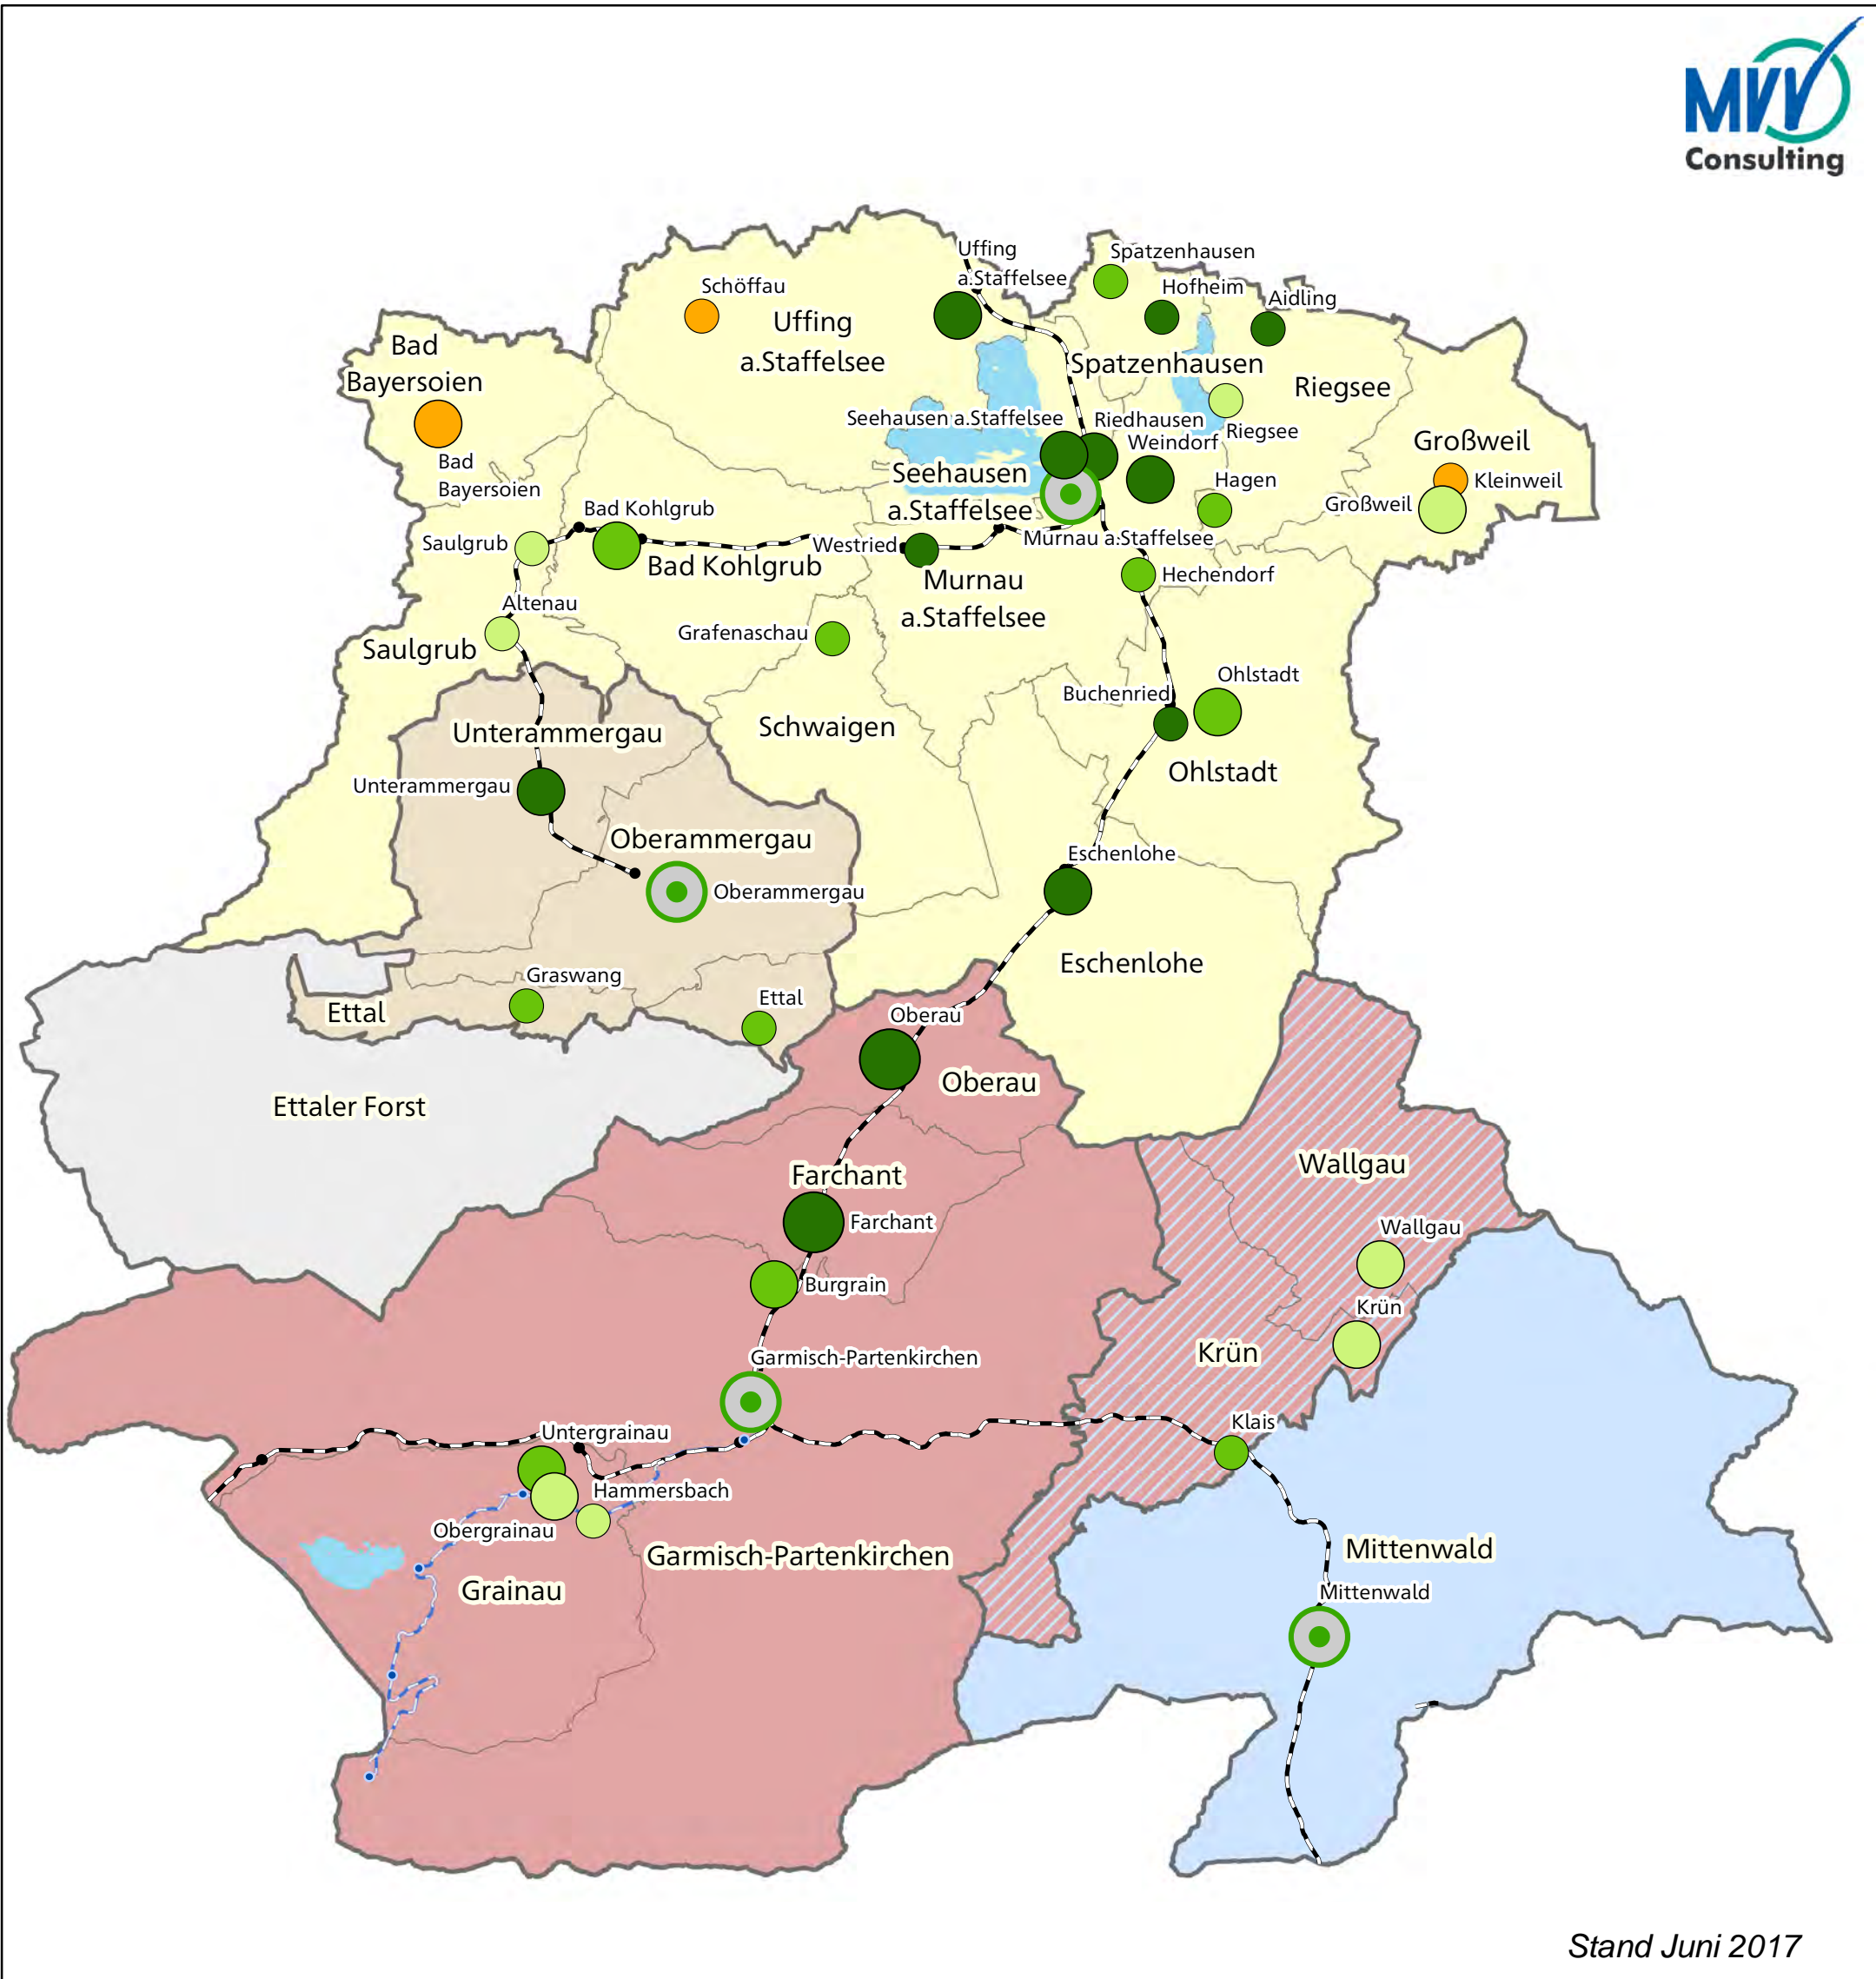 MVV
Consulting
Uffing
a.Staffelsee
Spatzenhausen
Schöffau
Hofheim
Aidling
Uffing
a.Staffelsee
Bad
Bayersoien
Spatzenhausen
Riegsee
Seehausen a.Staffelsee
Riedhausen
Riegsee
Weindorf
Großweil
Bad
Bayersoien
Seehausen
a.Staffelsee
Hagen
Kleinweil
Großweil
Bad Kohlgrub
Saulgrub
Westried
Murnau a.Staffelsee
Bad Kohlgrub
Murnau
a.Staffelsee
Hechendorf
Altenau
Grafenaschau
Saulgrub
Ohlstadt
Buchenried
Unterammergau
Schwaigen
Ohlstadt
Unterammergau
Oberammergau
Eschenlohe
Oberammergau
Eschenlohe
Graswang
Ettal
Ettal
Oberau
Oberau
Ettaler Forst
Farchant
Wallgau
Farchant
Wallgau
Burgrain
Krün
Krün
Garmisch-Partenkirchen
Klais
Untergrainau
Hammersbach
Obergrainau
Garmisch-Partenkirchen
Mittenwald
Grainau
Mittenwald
Stand Juni 2017